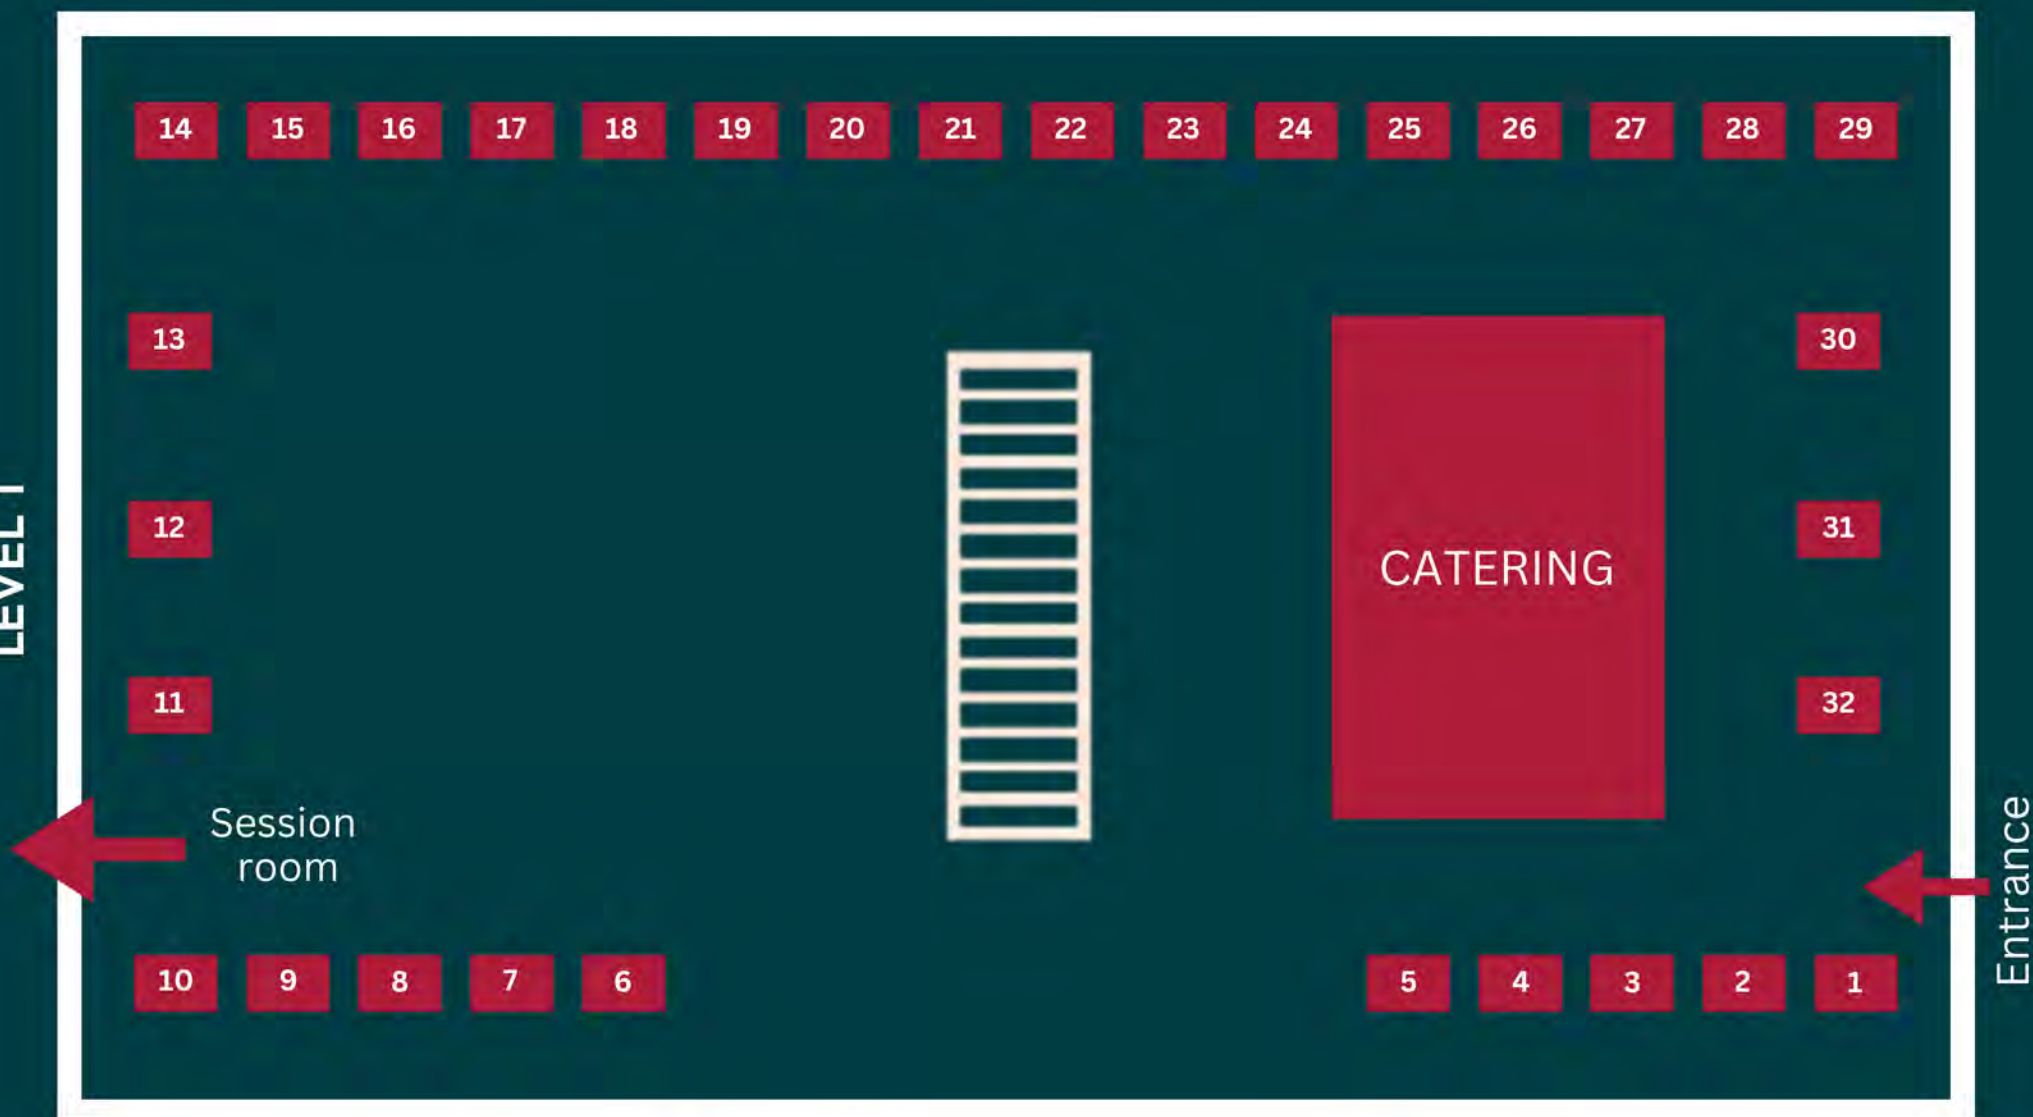 14 15 16 17 18 19 20 21 22 23 24 25 26 27 28 29
13 30
12 31
LEVEL 1
CATERING
11 32
Session
room
Entrance
10 9 8 7 6 5 4 3 2 1